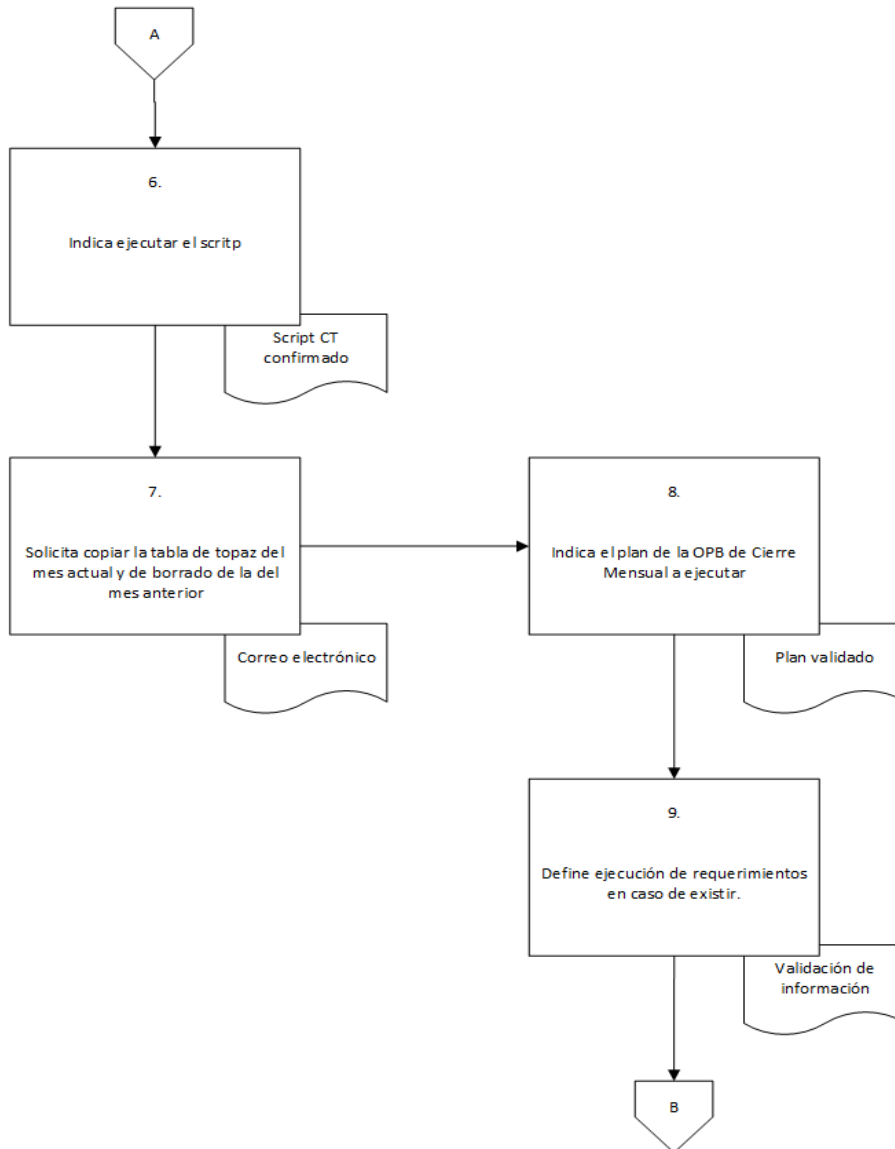 A
6.
Indica ejecutar el scritp
Script CT
confirmado
7.
Solicita copiar la tabla de topaz del
mes actual y de borrado de la del
mes anterior
Correo electrónico
8.
Indica el plan de la OPB de Cierre
Mensual a ejecutar
Plan validado
9.
Define ejecución de requerimientos
en caso de existir.
Validación de
información
B